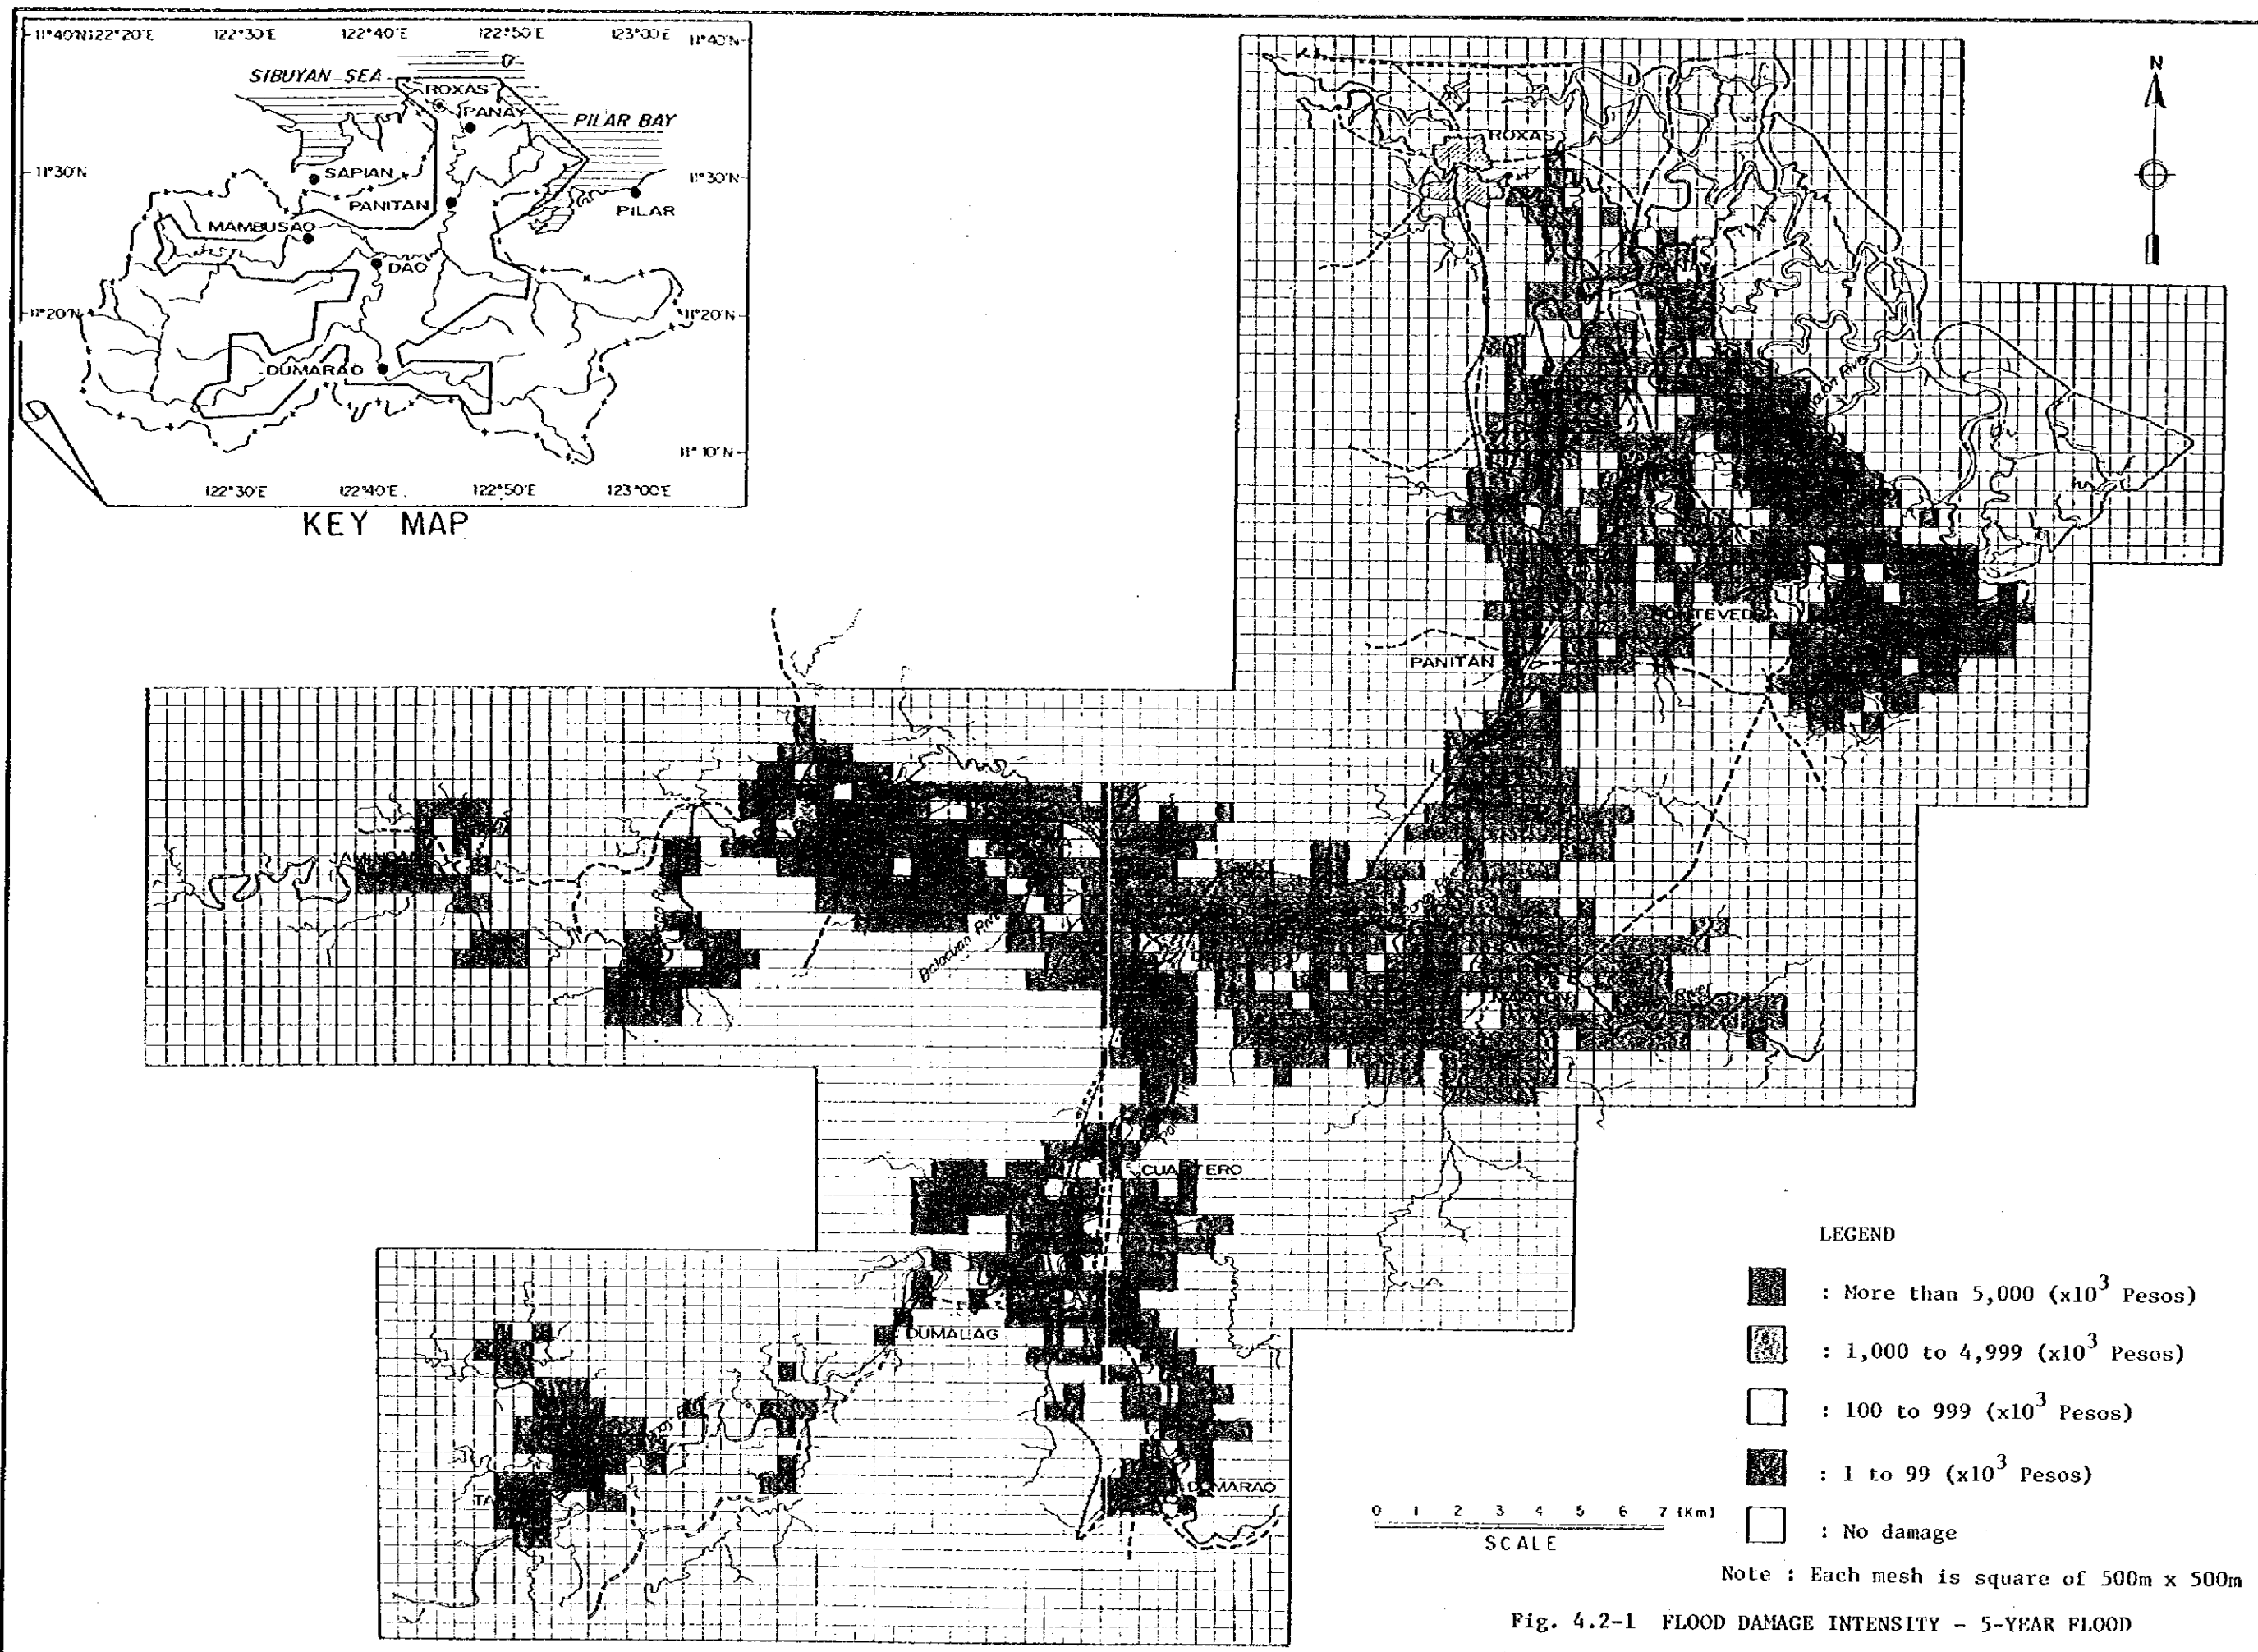 11°40'N 122°20'E 122°30'E 122°40'E 122°50'E 123°00'E 11°40'N
SIBUYAN SEA
ROXAS
PANAY
PILAR BAY
11°30'N
SAPIAN
11°30'N
PANITAN
PILAR
MAMBUSAO
DAO
11°20'N
11°20'N
DUMARAO
11°10'N
122°30'E 122°40'E 122°50'E 123°00'E
KEY MAP
N
ROXAS
River
PANITAN
Badbaran River
River
CUARTERO
DUMALAG
DUMARAO
LEGEND
: More than 5,000 (x10³ Pesos)
: 1,000 to 4,999 (x10³ Pesos)
: 100 to 999 (x10³ Pesos)
: 1 to 99 (x10³ Pesos)
: No damage
0 1 2 3 4 5 6 7 (Km)
SCALE
Note : Each mesh is square of 500m x 500m
Fig. 4.2-1 FLOOD DAMAGE INTENSITY - 5-YEAR FLOOD